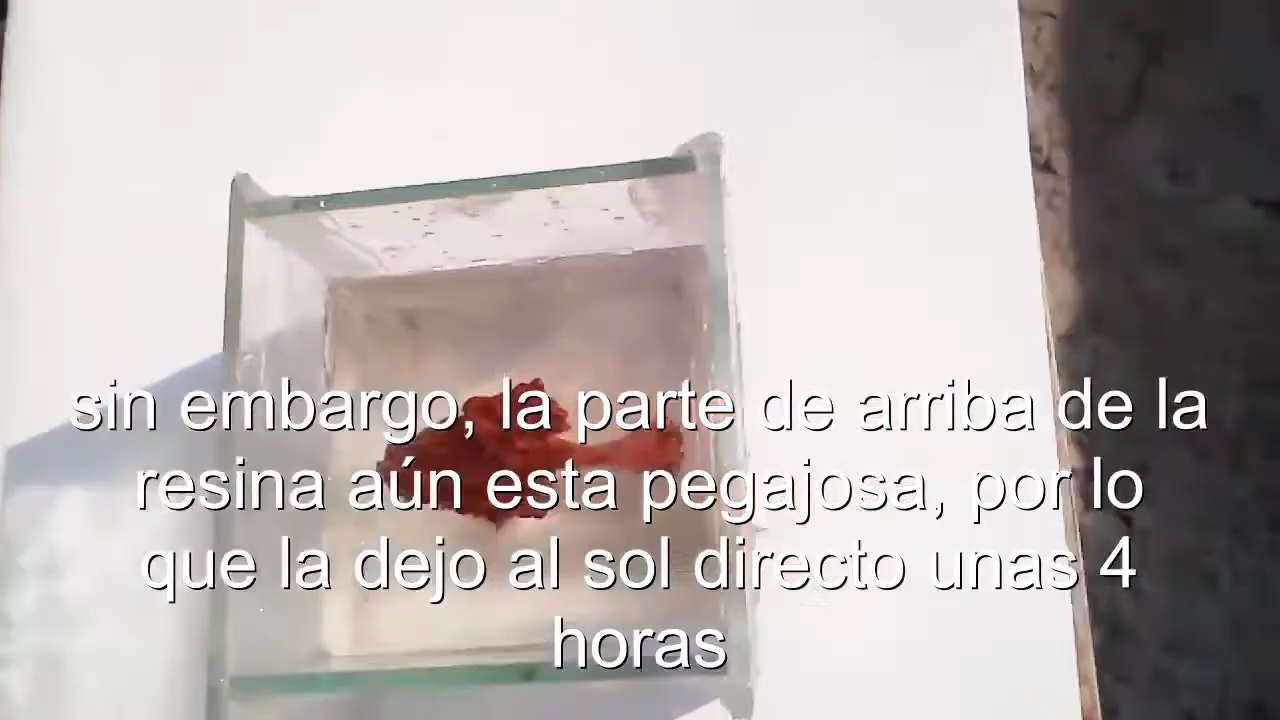 sin embargo, la parte de arriba de la
resina aún esta pegajosa, por lo
que la dejo al sol directo unas 4
horas